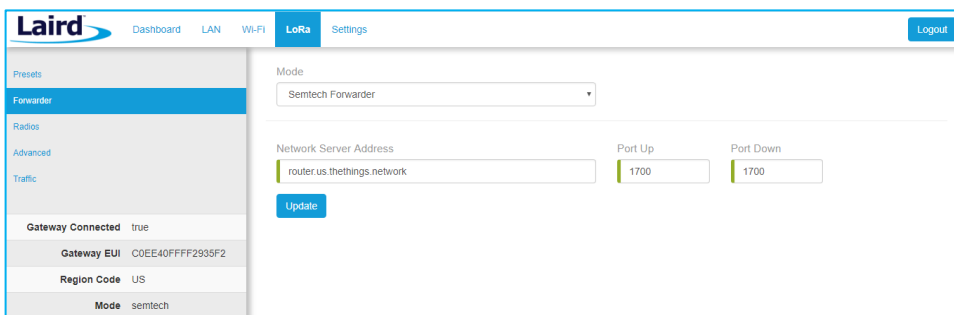 Laird
Dashboard LAN Wi-Fi LoRa Settings Logout
Presets
Forwarder
Radios
Advanced
Traffic
Gateway Connected true
Gateway EUI C0EE40FFFF2935F2
Region Code US
Mode semtech
Mode
Semtech Forwarder
Network Server Address Port Up Port Down
router.us.thethings.network 1700 1700
Update